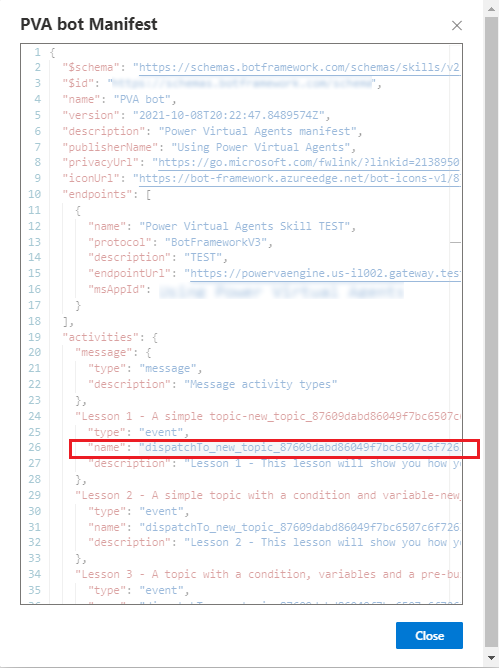 PVA bot Manifest
1 {
2 "$schema": "https://schemas.botframework.com/schemas/skills/v2
3 "$id":
4 "name": "PVA bot",
5 "version": "2021-10-08T20:22:47.8489574Z",
6 "description": "Power Virtual Agents manifest",
7 "publisherName": "Using Power Virtual Agents",
8 "privacyUrl": "https://go.microsoft.com/fwlink/?linkid=2138950
9 "iconUrl": "https://bot-framework.azureedge.net/bot-icons-v1/8
10 "endpoints": [
11 {
12 "name": "Power Virtual Agents Skill TEST",
13 "protocol": "BotFrameworkV3",
14 "description": "TEST",
15 "endpointUrl": "https://powervaengine.us-il002.gateway.test
16 "msAppId":
17 }
18 ],
19 "activities": {
20 "message": {
21 "type": "message",
22 "description": "Message activity types"
23 },
24 "Lesson 1 - A simple topic-new_topic_87609dabd86049f7bc6507c
25 "type": "event",
26 "name": "dispatchTo_new_topic_87609dabd86049f7bc6507c6f726
27 "description": "Lesson 1 - This lesson will show you how yo
28 },
29 "Lesson 2 - A simple topic with a condition and variable-new_
30 "type": "event",
31 "name": "dispatchTo_new_topic_87609dabd86049f7bc6507c6f726
32 "description": "Lesson 2 - This lesson will show you how yo
33 },
34 "Lesson 3 - A topic with a condition, variables and a pre-bu
35 "type": "event",
Close